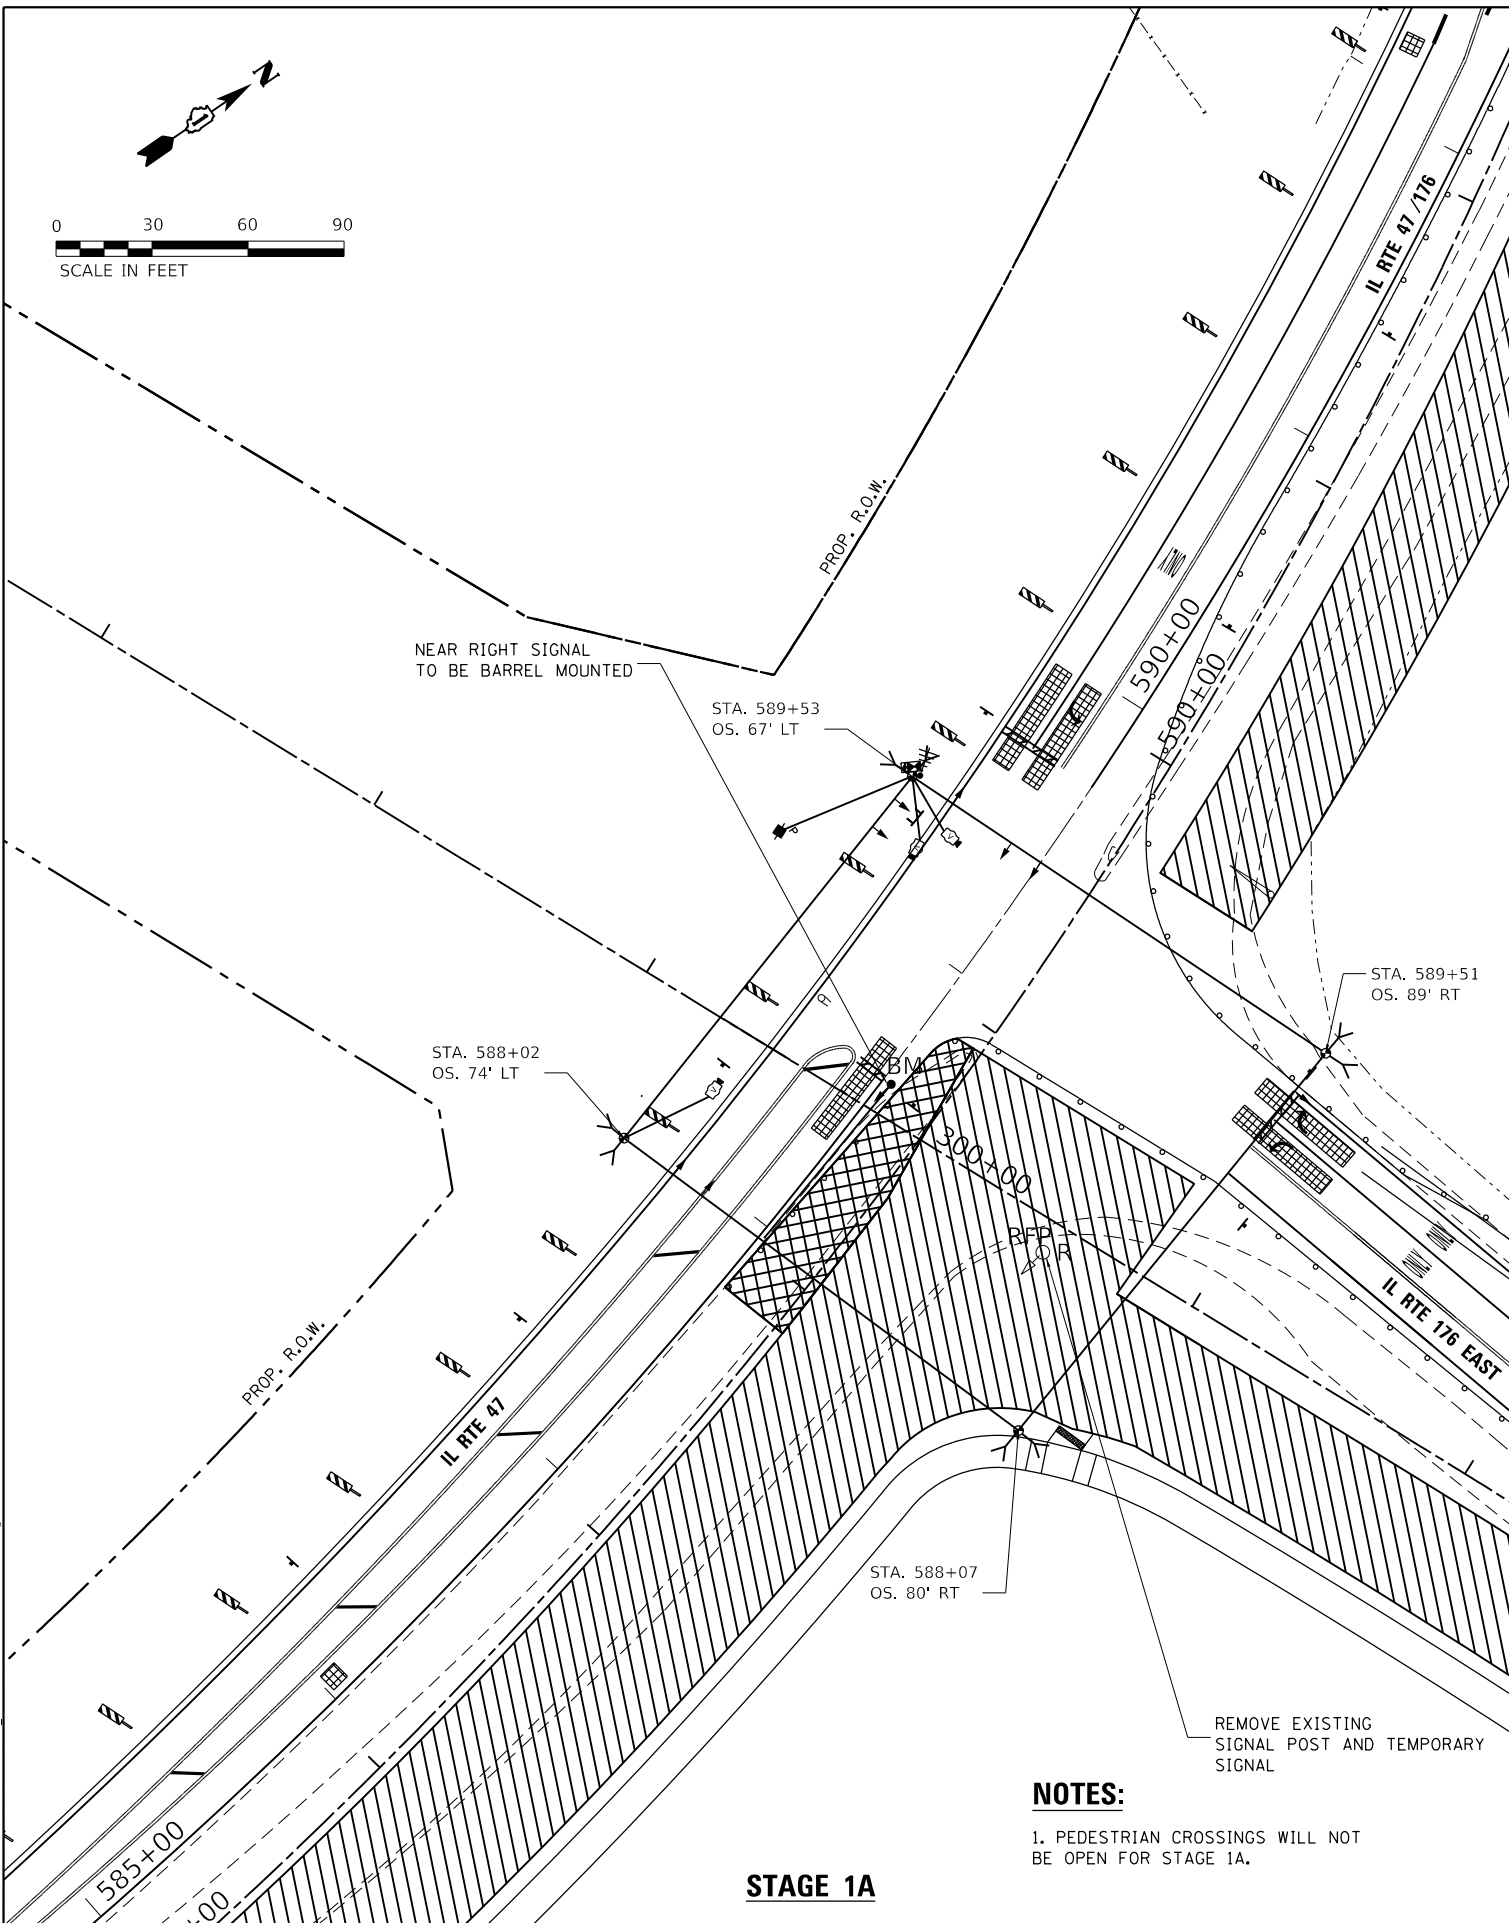 N
0 30 60 90
SCALE IN FEET
IL RTE 47 /176
PROP. R.O.W.
590+00
590+00
NEAR RIGHT SIGNAL
TO BE BARREL MOUNTED
STA. 589+53
OS. 67' LT
P
V
V
STA. 589+51
OS. 89' RT
STA. 588+02
OS. 74' LT
V
BM
300+00
RFP
R
IL RTE 176 EAST
PROP. R.O.W.
IL RTE 47
STA. 588+07
OS. 80' RT
REMOVE EXISTING
SIGNAL POST AND TEMPORARY
SIGNAL
NOTES:
1. PEDESTRIAN CROSSINGS WILL NOT
BE OPEN FOR STAGE 1A.
585+00
+00
STAGE 1A